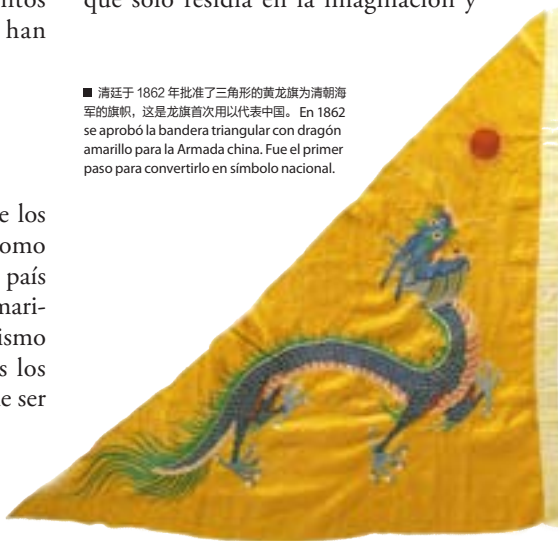 ntos
han
e los
omo
país
mari-
ismo
s los
e ser
residía en la imaginación y
■ 清廷于 1862 年批准了三角形的黄龙旗为清朝海
军的旗帜，这是龙旗首次用以代表中国。 En 1862
se aprobó la bandera triangular con dragón
amarillo para la Armada china. Fue el primer
paso para convertirlo en símbolo nacional.